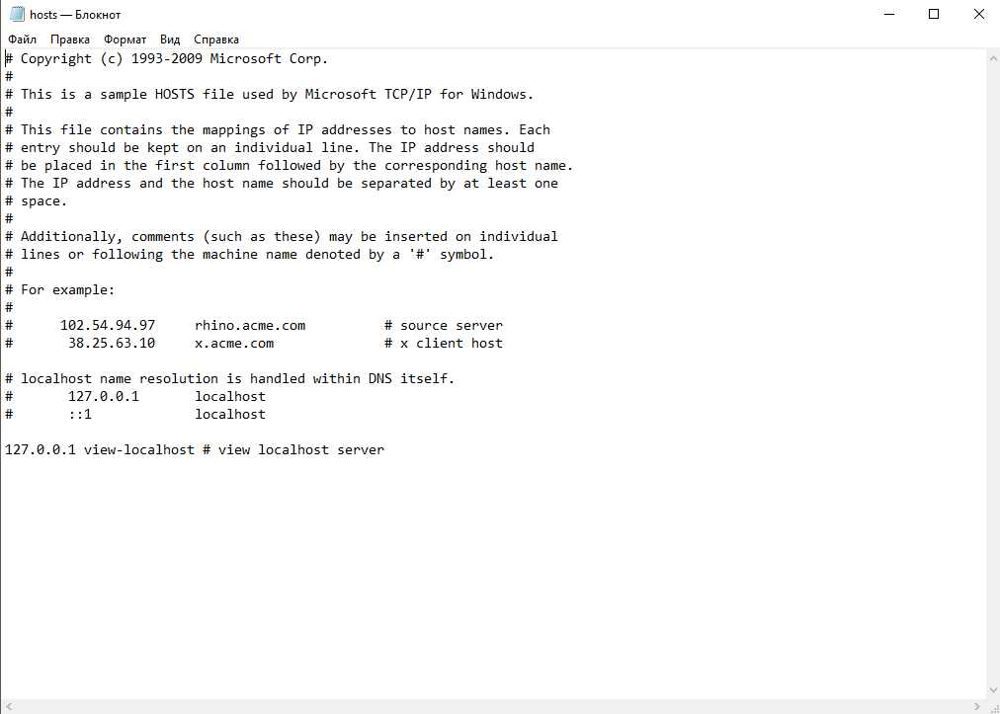 hosts — Блокнот
Файл Правка Формат Вид Справка
# Copyright (c) 1993-2009 Microsoft Corp.
#
# This is a sample HOSTS file used by Microsoft TCP/IP for Windows.
#
# This file contains the mappings of IP addresses to host names. Each
# entry should be kept on an individual line. The IP address should
# be placed in the first column followed by the corresponding host name.
# The IP address and the host name should be separated by at least one
# space.
#
# Additionally, comments (such as these) may be inserted on individual
# lines or following the machine name denoted by a '#' symbol.
#
# For example:
#
#      102.54.94.97     rhino.acme.com          # source server
#       38.25.63.10     x.acme.com              # x client host

# localhost name resolution is handled within DNS itself.
#       127.0.0.1       localhost
#       ::1             localhost

127.0.0.1 view-localhost # view localhost server